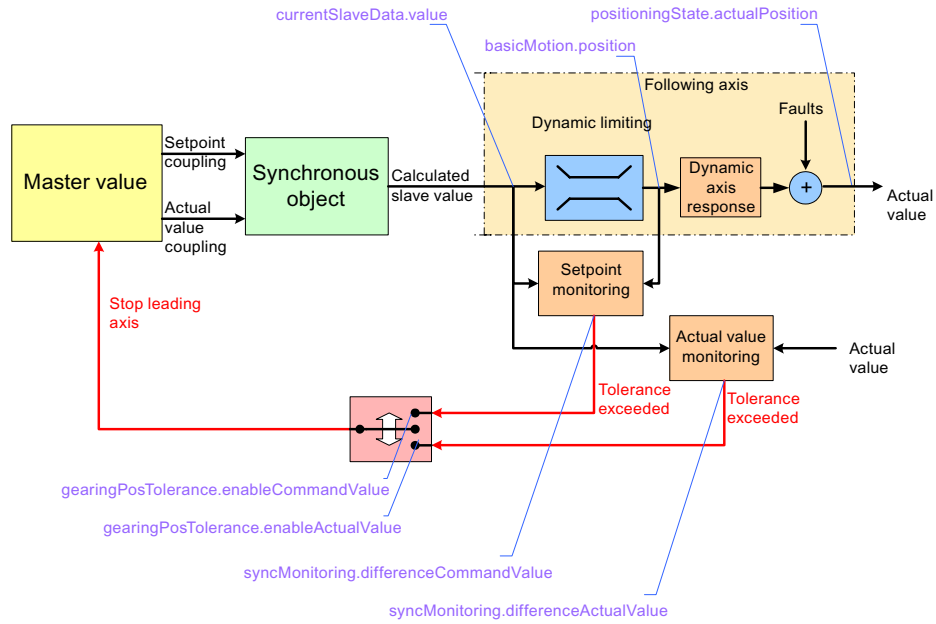 currentSlaveData.value
positioningState.actualPosition
basicMotion.position
Following axis
Faults
Dynamic limiting
Master value
Setpoint
coupling
Actual
value
coupling
Synchronous
object
Calculated
slave value
Dynamic
axis
response
+
Actual
value
Setpoint
monitoring
Stop leading
axis
Actual value
monitoring
Actual
value
Tolerance
exceeded
Tolerance
exceeded
gearingPosTolerance.enableCommandValue
gearingPosTolerance.enableActualValue
syncMonitoring.differenceCommandValue
syncMonitoring.differenceActualValue